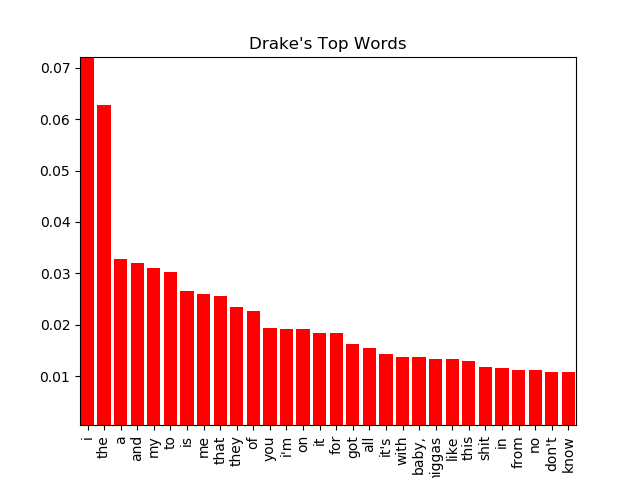 Drake's Top Words
0.07
0.06
0.05
0.04
0.03
0.02
0.01
i
the
a
and
my
to
is
me
that
they
of
you
i'm
on
it
for
got
all
it's
with
baby,
niggas
like
this
shit
in
from
no
don't
know